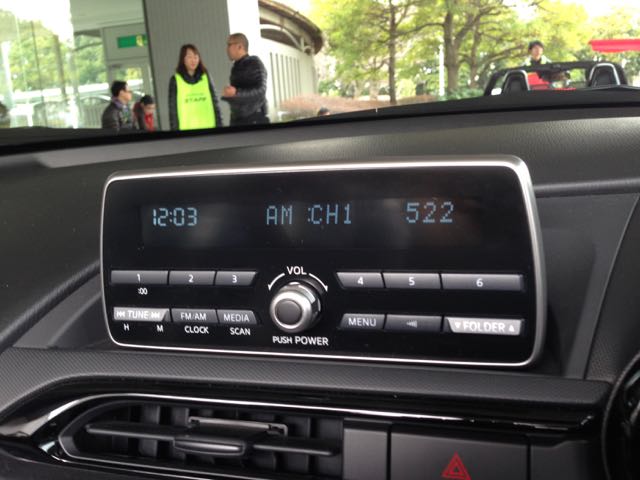 STAFF
12:03 AM :CH1 522
1 2 3 VOL 4 5 6
:00
TUNE FM/AM MEDIA MENU FOLDER
H M CLOCK SCAN
PUSH POWER